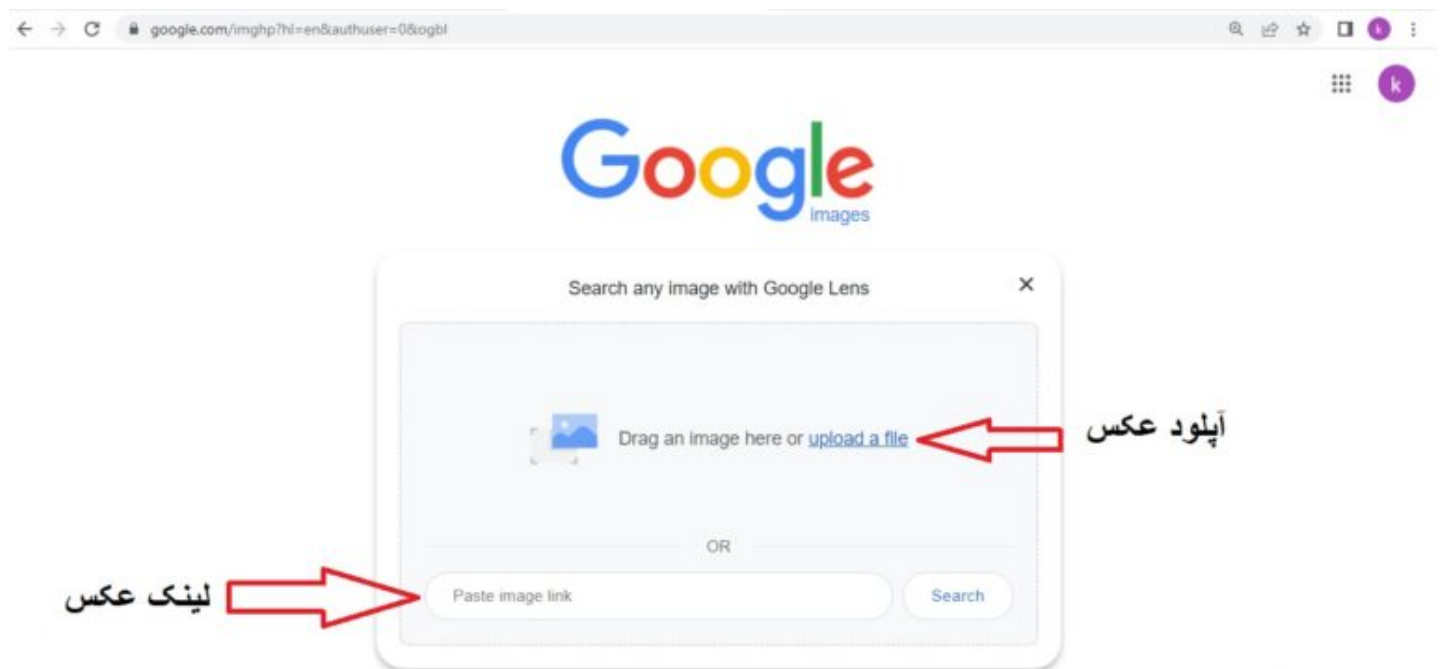 google.com/imghp?hl=en&authuser=0&ogbl
k
k
Google
images
Search any image with Google Lens
Drag an image here or upload a file
آپلود عکس
OR
لینک عکس
Paste image link
Search